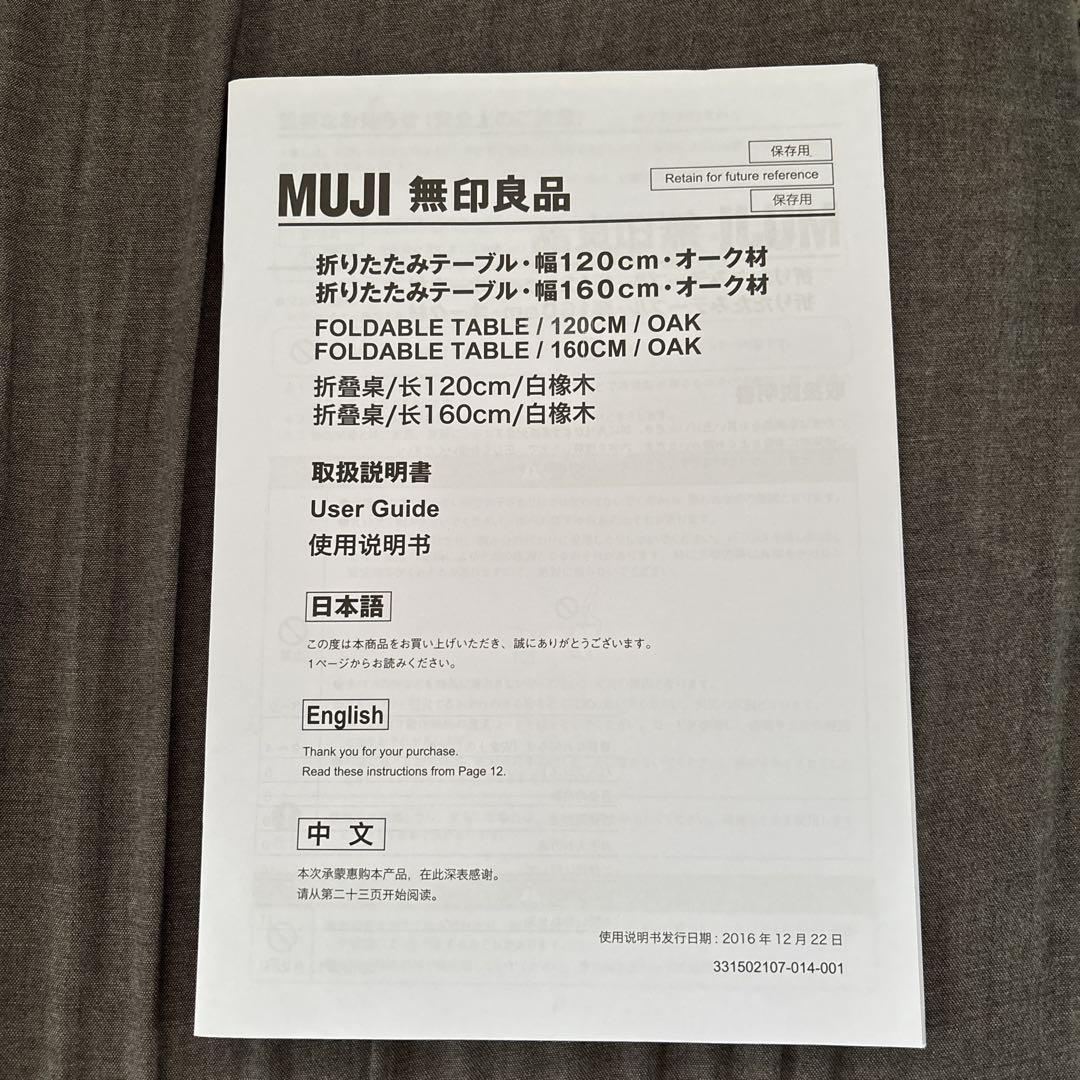 保存用
Retain for future reference
保存用
MUJI 無印良品
折りたたみテーブル・幅120cm・オーク材
折りたたみテーブル・幅160cm・オーク材
FOLDABLE TABLE / 120CM / OAK
FOLDABLE TABLE / 160CM / OAK
折叠桌/长120cm/白橡木
折叠桌/长160cm/白橡木
取扱説明書
User Guide
使用说明书
日本語
この度は本商品をお買い上げいただき、誠にありがとうございます。
1ページからお読みください。
English
Thank you for your purchase.
Read these instructions from Page 12.
中 文
本次承蒙惠购本产品，在此深表感谢。
请从第二十三页开始阅读。
使用说明书发行日期 : 2016 年 12 月 22 日
331502107-014-001